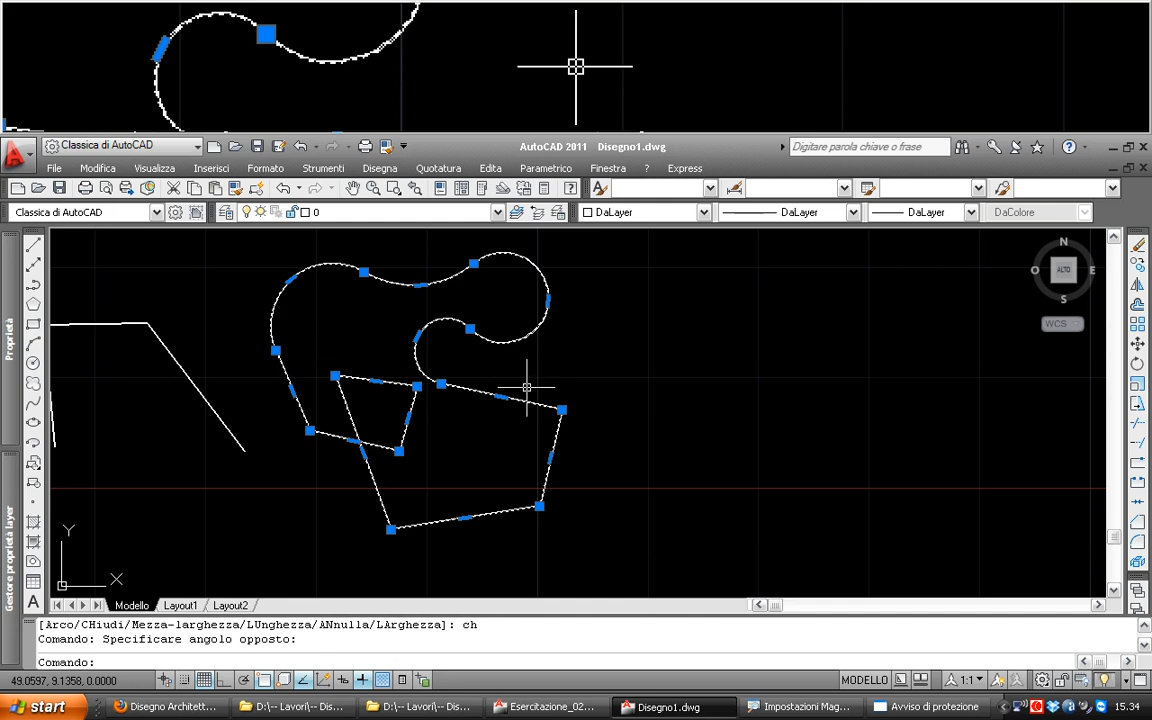 Classica di AutoCAD
AutoCAD 2011 Disegno1.dwg
Digitare parola chiave o frase
File Modifica Visualizza Inserisci Formato Strumenti Disegna Quotatura Edita Parametrico Finestra ? Express
Classica di AutoCAD
0
DaLayer
DaLayer
DaLayer
DaColore
Proprietà
Gestore proprietà layer
N
O
ALTO
E
S
WCS
Y
X
A
Modello Layout1 Layout2
[Arco/CHiudi/Mezza-larghezza/LUnghezza/ANnulla/LArghezza]: ch
Comando: Specificare angolo opposto:
Comando:
49.0597, 9.1358, 0.0000
MODELLO
1:1
start
Disegno Architett...
D:\-- Lavori\-- Dis...
D:\-- Lavori\-- Dis...
Esercitazione_02...
Disegno1.dwg
Impostazioni Mag...
Avviso di protezione
15.34